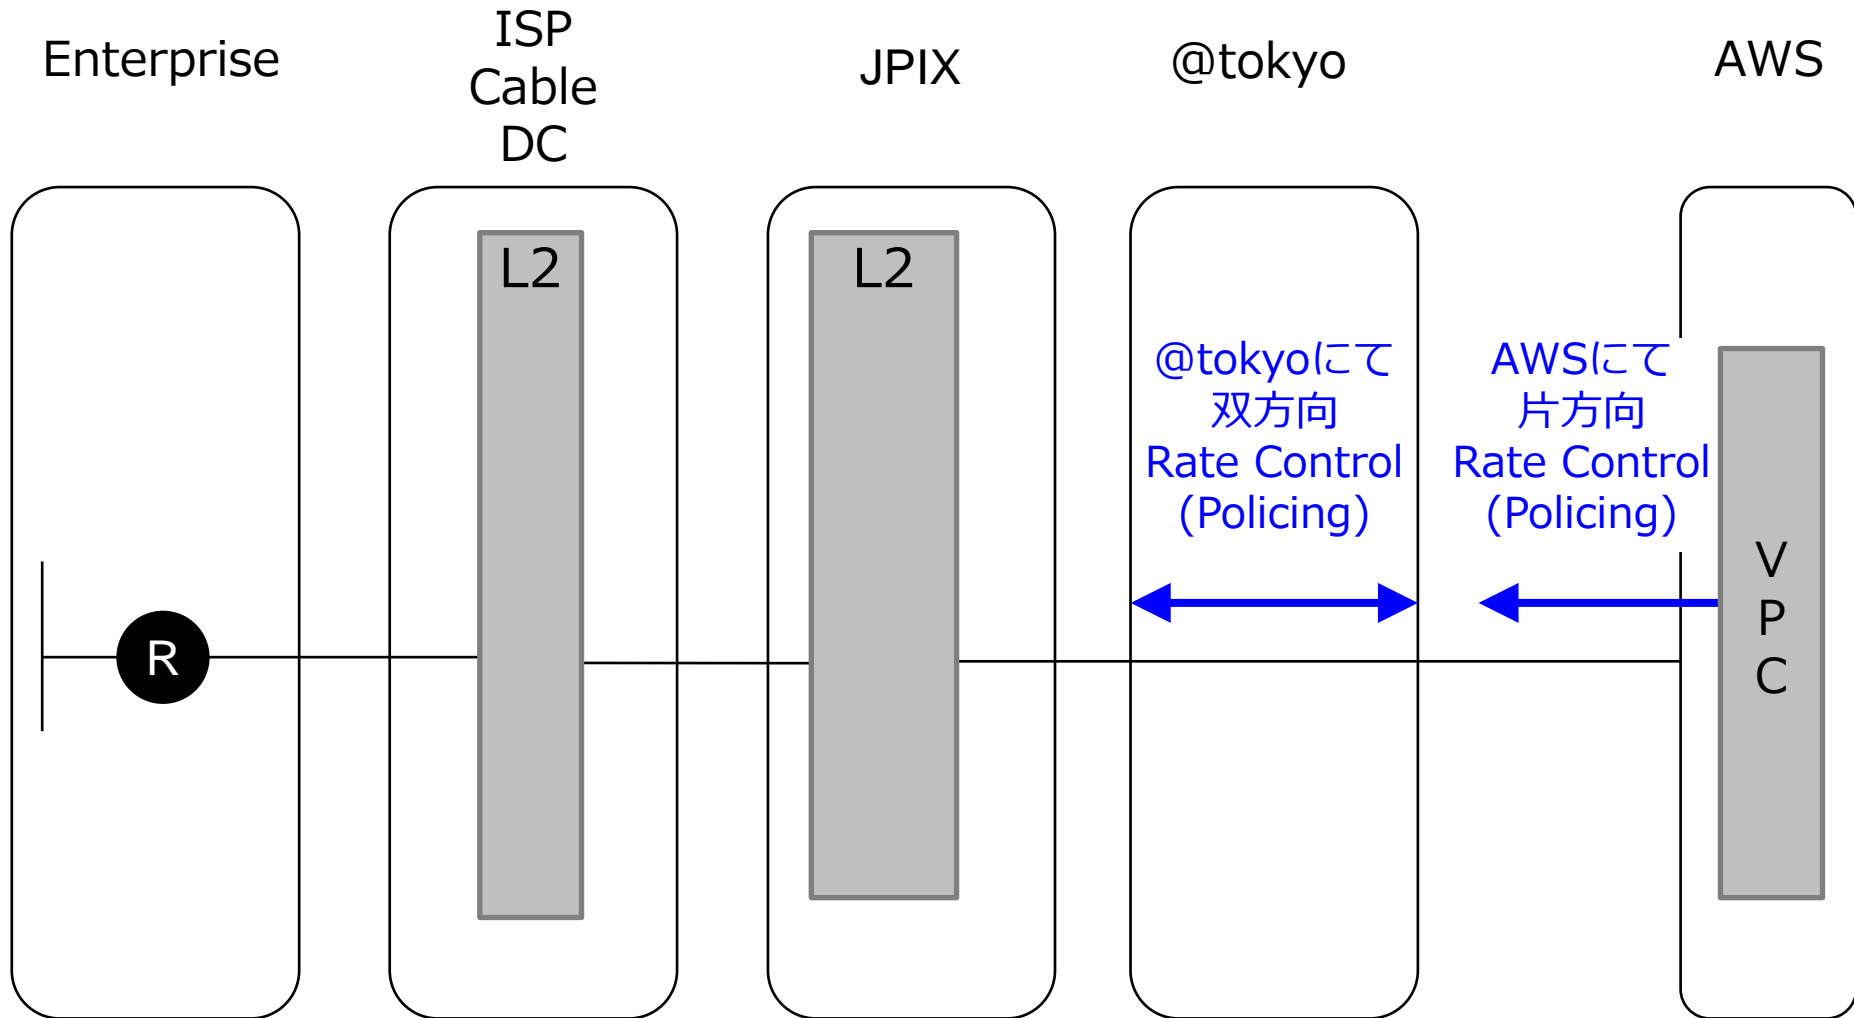 Enterprise
ISP
Cable
DC
JPIX
@tokyo
AWS
L2
L2
@tokyoにて
双方向
Rate Control
(Policing)
AWSにて
片方向
Rate Control
(Policing)
R
V
P
C